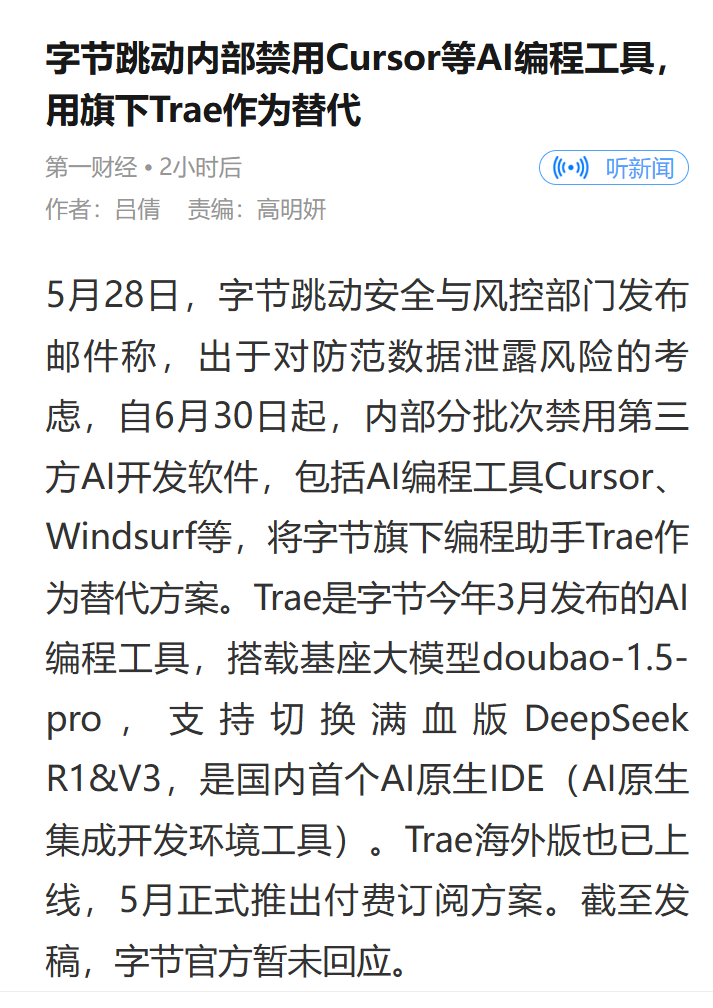 字节跳动内部禁用Cursor等AI编程工具，
用旗下Trae作为替代
第一财经 • 2小时后
听新闻
作者：吕倩 责编：高明妍
5月28日，字节跳动安全与风控部门发布
邮件称，出于对防范数据泄露风险的考
虑，自6月30日起，内部分批次禁用第三
方AI开发软件，包括AI编程工具Cursor、
Windsurf等，将字节旗下编程助手Trae作
为替代方案。Trae是字节今年3月发布的AI
编程工具，搭载基座大模型doubao-1.5-
pro，支持切换满血版DeepSeek
R1&V3，是国内首个AI原生IDE（AI原生
集成开发环境工具）。Trae海外版也已上
线，5月正式推出付费订阅方案。截至发
稿，字节官方暂未回应。